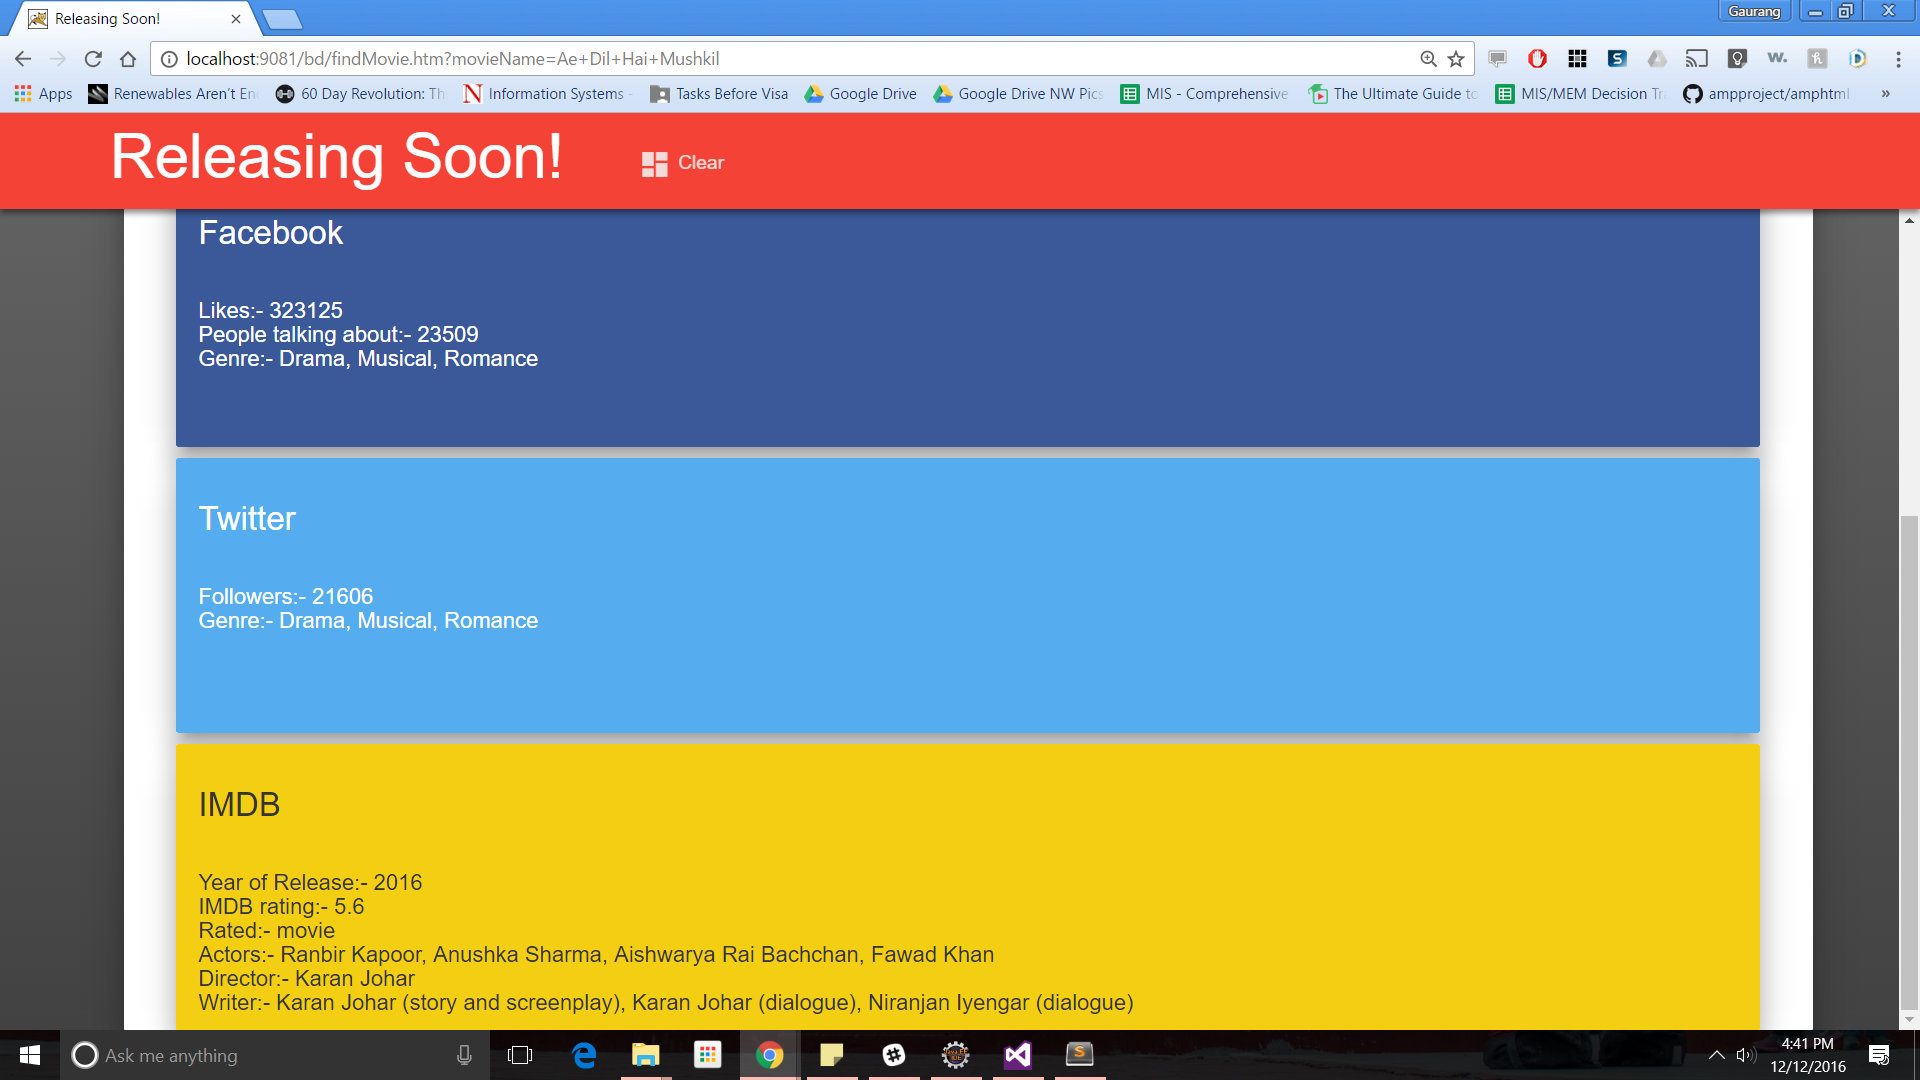 Releasing Soon!
Gaurang
localhost:9081/bd/findMovie.htm?movieName=Ae+Dil+Hai+Mushkil
Apps
Renewables Aren't En
60 Day Revolution: Th
Information Systems -
Tasks Before Visa
Google Drive
Google Drive NW Pics
MIS - Comprehensive
The Ultimate Guide to
MIS/MEM Decision Tr
ampproject/amphtml
»
Releasing Soon!
Clear
Facebook
Likes:- 323125
People talking about:- 23509
Genre:- Drama, Musical, Romance
Twitter
Followers:- 21606
Genre:- Drama, Musical, Romance
IMDB
Year of Release:- 2016
IMDB rating:- 5.6
Rated:- movie
Actors:- Ranbir Kapoor, Anushka Sharma, Aishwarya Rai Bachchan, Fawad Khan
Director:- Karan Johar
Writer:- Karan Johar (story and screenplay), Karan Johar (dialogue), Niranjan Iyengar (dialogue)
Ask me anything
4:41 PM
12/12/2016